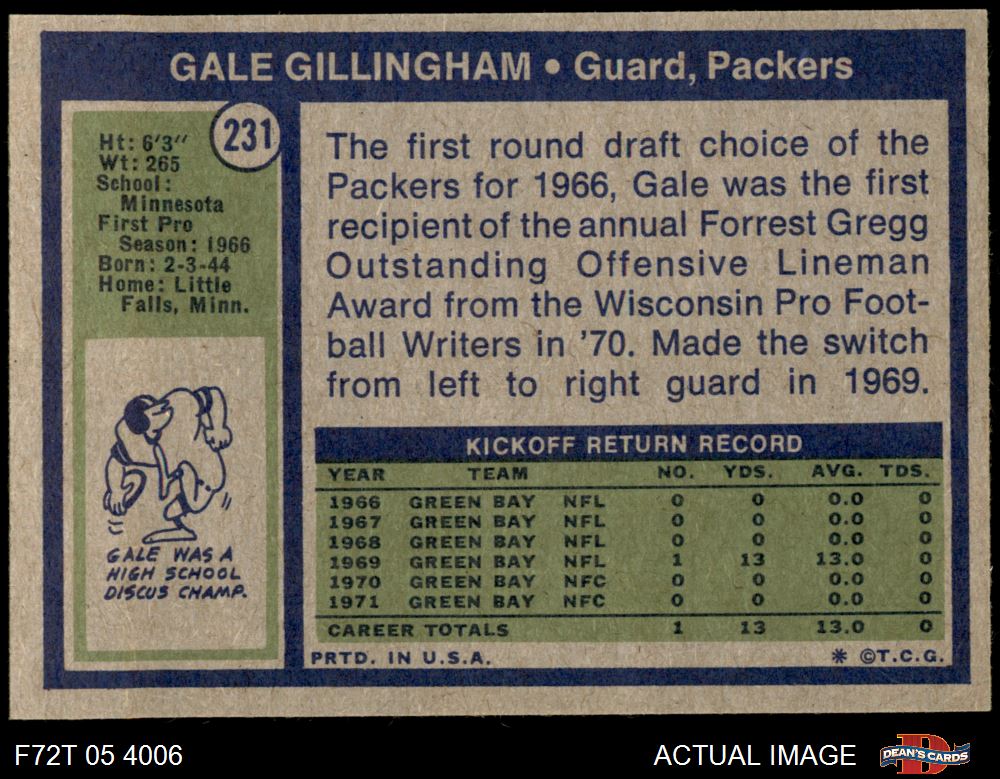 GALE GILLINGHAM • Guard, Packers
231
Ht: 6'3"
Wt: 265
School:
Minnesota
First Pro
Season: 1966
Born: 2-3-44
Home: Little
Falls, Minn.
GALE WAS A
HIGH SCHOOL
DISCUS CHAMP.
The first round draft choice of the
Packers for 1966, Gale was the first
recipient of the annual Forrest Gregg
Outstanding Offensive Lineman
Award from the Wisconsin Pro Foot-
ball Writers in '70. Made the switch
from left to right guard in 1969.
KICKOFF RETURN RECORD
YEAR TEAM NO. YDS. AVG. TDS.
1966 GREEN BAY NFL 0 0 0.0 0
1967 GREEN BAY NFL 0 0 0.0 0
1968 GREEN BAY NFL 0 0 0.0 0
1969 GREEN BAY NFL 1 13 13.0 0
1970 GREEN BAY NFC 0 0 0.0 0
1971 GREEN BAY NFC 0 0 0.0 0
CAREER TOTALS 1 13 13.0 0
PRTD. IN U.S.A. * ©T.C.G.
F72T 05 4006 ACTUAL IMAGE DEAN'S CARDS